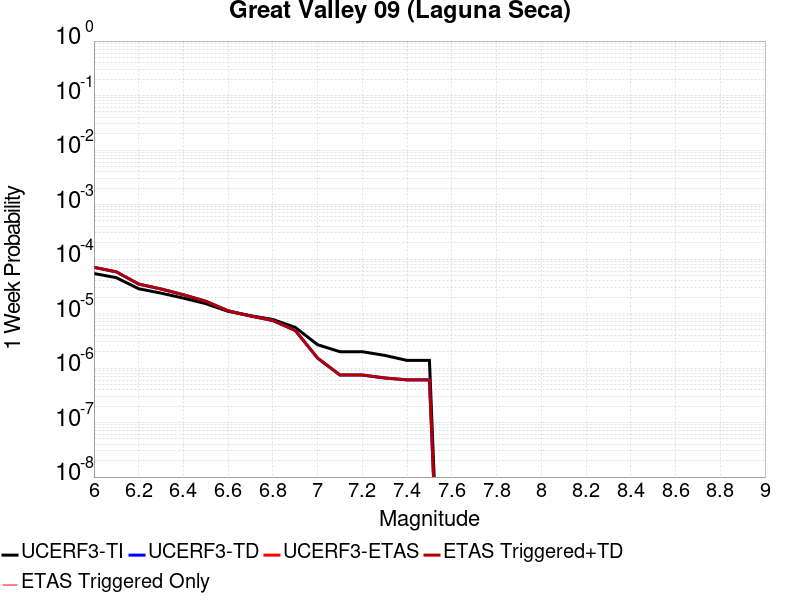 Great Valley 09 (Laguna Seca)
10^0
10^-1
10^-2
10^-3
10^-4
10^-5
10^-6
10^-7
10^-8
1 Week Probability
6 6.2 6.4 6.6 6.8 7 7.2 7.4 7.6 7.8 8 8.2 8.4 8.6 8.8 9
Magnitude
UCERF3-TI UCERF3-TD UCERF3-ETAS ETAS Triggered+TD
ETAS Triggered Only